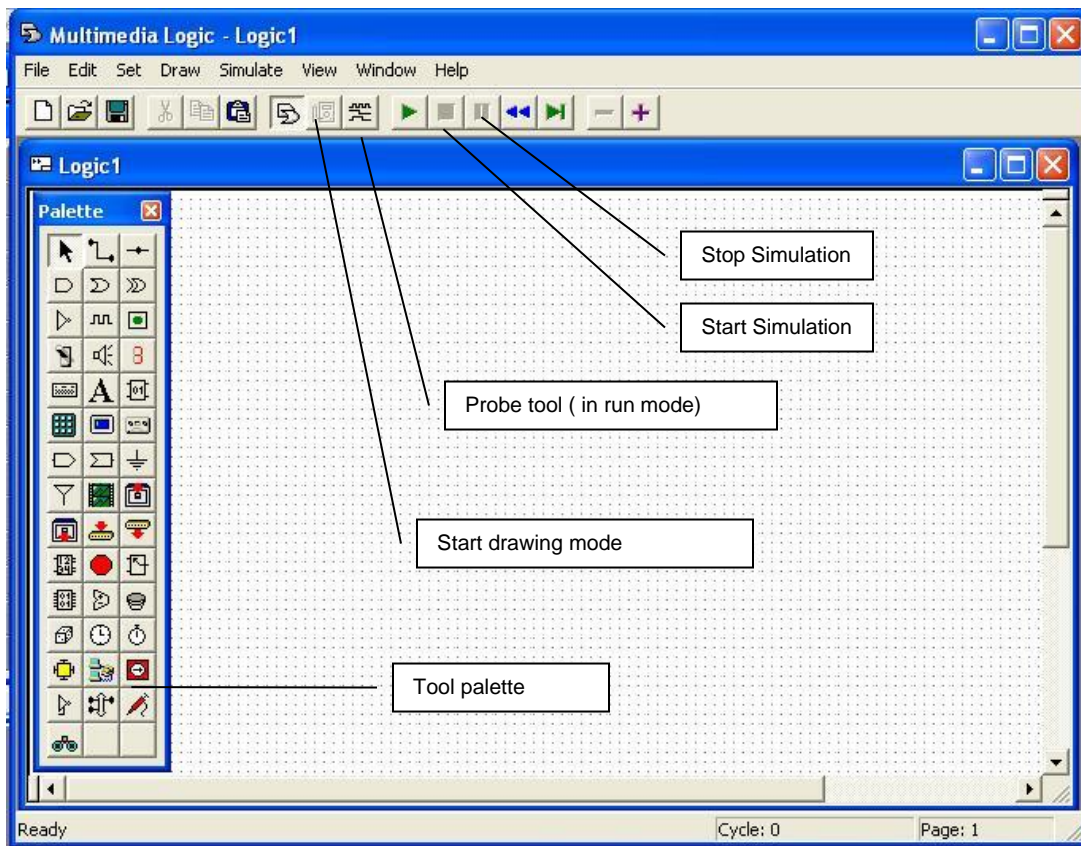 Multimedia Logic - Logic1
File Edit Set Draw Simulate View Window Help
Logic1
Palette
Stop Simulation
Start Simulation
Probe tool ( in run mode)
Start drawing mode
Tool palette
Ready
Cycle: 0
Page: 1